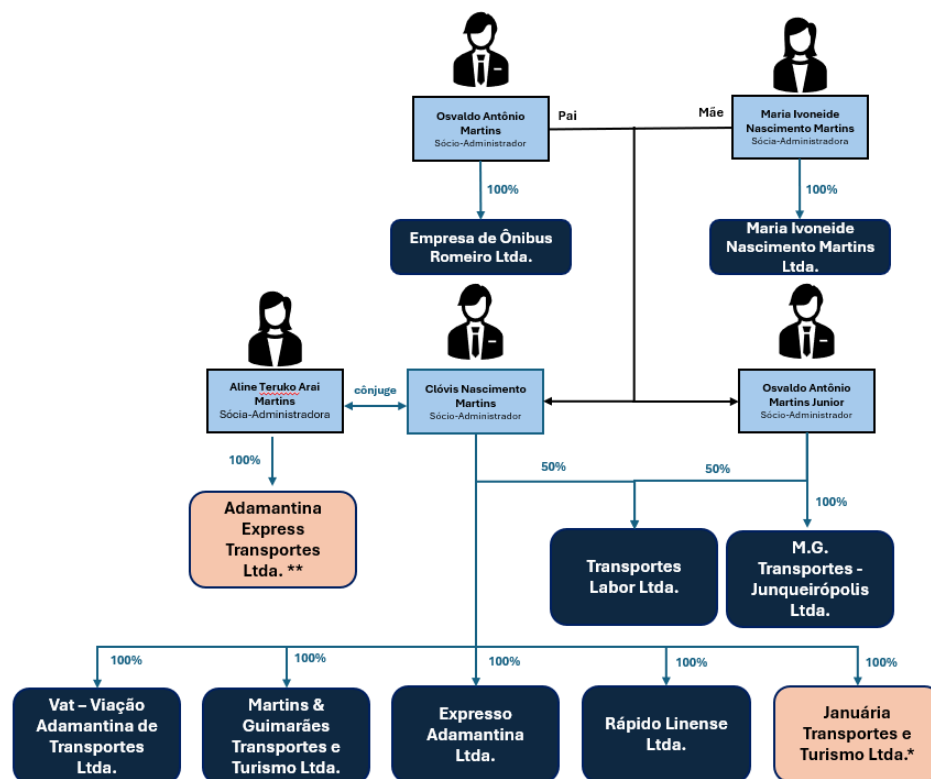 Osvaldo Antônio
Martins
Sócio-Administrador
Pai
Mãe
Maria Ivoneide
Nascimento Martins
Sócia-Administradora
100%
100%
Empresa de Ônibus
Romeiro Ltda.
Maria Ivoneide
Nascimento Martins
Ltda.
Aline Teruko Arai
Martins
Sócia-Administradora
cônjuge
Clóvis Nascimento
Martins
Sócio-Administrador
Osvaldo Antônio
Martins Junior
Sócio-Administrador
100%
50%
50%
100%
Adamantina
Express
Transportes
Ltda. **
Transportes
Labor Ltda.
M.G.
Transportes -
Junqueirópolis
Ltda.
100%
100%
100%
100%
100%
Vat – Viação
Adamantina de
Transportes
Ltda.
Martins &
Guimarães
Transportes e
Turismo Ltda.
Expresso
Adamantina
Ltda.
Rápido Linense
Ltda.
Januária
Transportes e
Turismo Ltda.*